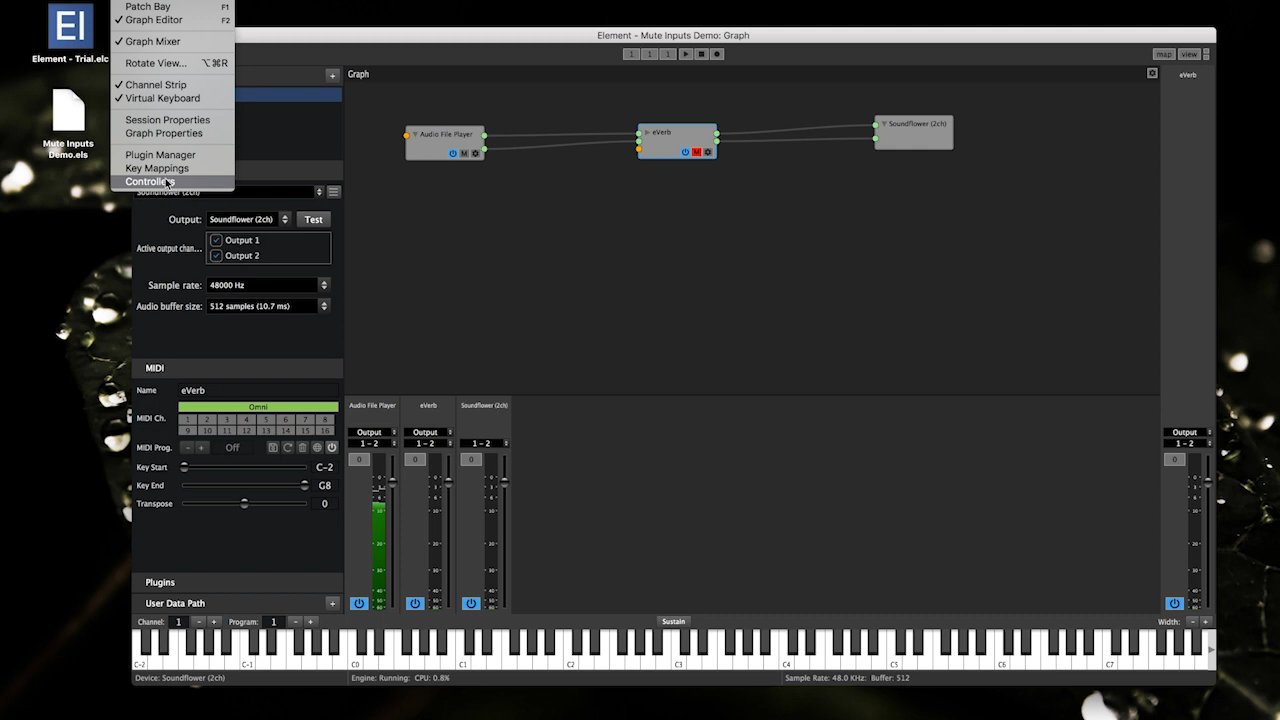 Patch Bay F1
Graph Editor F2
Graph Mixer
Rotate View... ⌥⌘R
Channel Strip
Virtual Keyboard
Session Properties
Graph Properties
Plugin Manager
Key Mappings
Controllers
EI
Element - Trial.elc
Mute Inputs
Demo.els
Element - Mute Inputs Demo: Graph
1 1 1
map view
+
Graph
eVerb
Audio File Player
M
eVerb
M
Soundflower (2ch)
Soundflower (2ch)
Output: Soundflower (2ch) Test
Active output chan...
Output 1
Output 2
Sample rate: 48000 Hz
Audio buffer size: 512 samples (10.7 ms)
MIDI
Name eVerb
Omni
MIDI Ch.
1 2 3 4 5 6 7 8
9 10 11 12 13 14 15 16
MIDI Prog. - + Off
Key Start C-2
Key End G8
Transpose 0
Plugins
User Data Path +
Audio File Player eVerb Soundflower (2ch)
Output Output Output
1 - 2 1 - 2 1 - 2 1 - 2
0 0 0 0
Channel: 1 - + Program: 1 - + Sustain Width: - +
C-2 C-1 C0 C1 C2 C3 C4 C5 C6 C7
Device: Soundflower (2ch) Engine: Running: CPU: 0.8% Sample Rate: 48.0 KHz: Buffer: 512